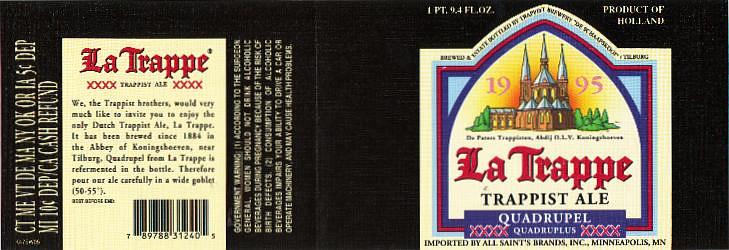 CT ME VT DE MA NY OK OR IA 5¢ DEP
MI 10¢ DEP/CA CASH REFUND
La Trappe®
XXXX TRAPPIST ALE XXXX
We, the Trappist brothers, would very
much like to invite you to enjoy the
only Dutch Trappist Ale, La Trappe.
It has been brewed since 1884 in
the Abbey of Koningshoeven, near
Tilburg. Quadrupel from La Trappe is
refermented in the bottle. Therefore
pour our ale carefully in a wide goblet
(50-55°).
BEST BEFORE END:
7 89788 31240 5
GOVERNMENT WARNING: (1) ACCORDING TO THE SURGEON
GENERAL, WOMEN SHOULD NOT DRINK ALCOHOLIC
BEVERAGES DURING PREGNANCY BECAUSE OF THE RISK OF
BIRTH DEFECTS. (2) CONSUMPTION OF ALCOHOLIC
BEVERAGES IMPAIRS YOUR ABILITY TO DRIVE A CAR OR
OPERATE MACHINERY AND MAY CAUSE HEALTH PROBLEMS.
1 PT. 9.4 FL.OZ.
PRODUCT OF
HOLLAND
BREWED & ESTATE BOTTLED BY TRAPPIST BREWERY "DE SCHAAPSKOOI" TILBURG
1995
De Paters Trappisten, Abdij O.L.V. Koningshoeven
La Trappe
TRAPPIST ALE
QUADRUPEL
XXXX QUADRUPLUS XXXX
IMPORTED BY ALL SAINT'S BRANDS, INC., MINNEAPOLIS, MN